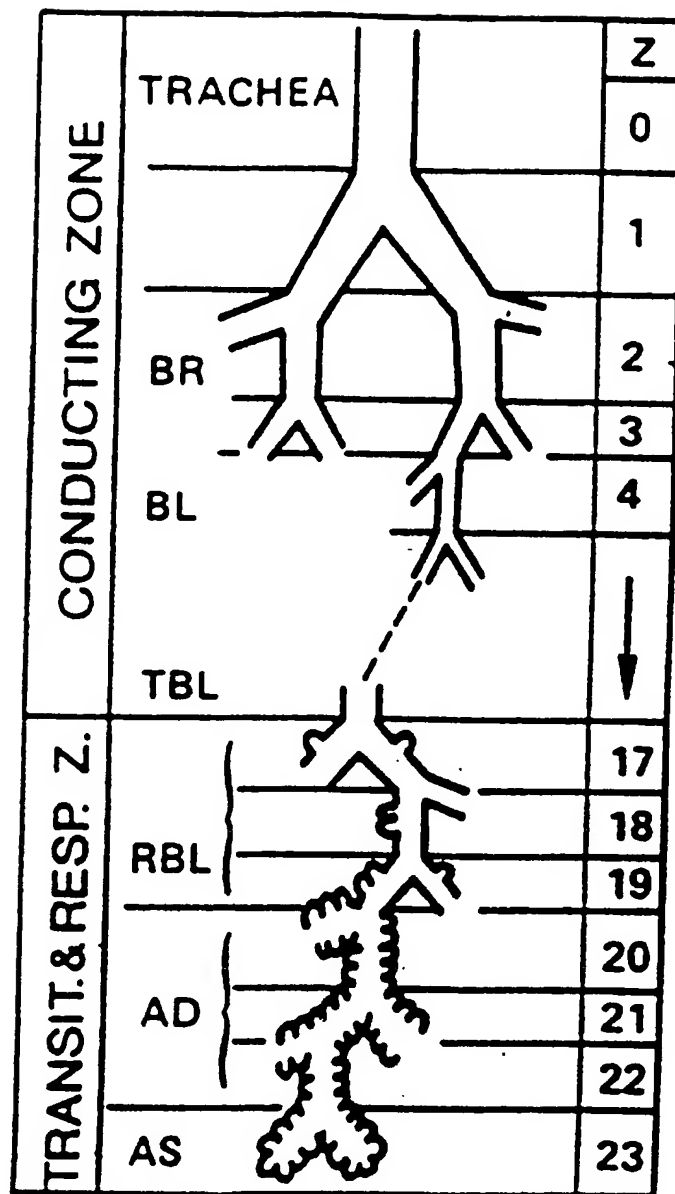 CONDUCTING ZONE
TRANSIT. & RESP. Z.
Z
TRACHEA
0
1
BR
2
3
BL
4
TBL
17
18
RBL
19
20
AD
21
22
AS
23